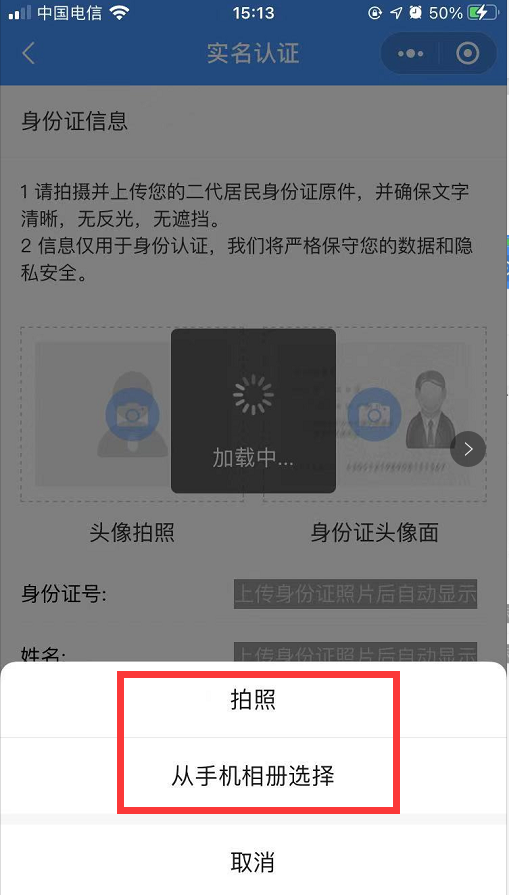 中国电信
15:13
50%
实名认证
身份证信息
1 请拍摄并上传您的二代居民身份证原件，并确保文字
清晰，无反光，无遮挡。
2 信息仅用于身份认证，我们将严格保守您的数据和隐
私安全。
加载中...
头像拍照
身份证头像面
身份证号:
上传身份证照片后自动显示
姓名:
上传身份证照片后自动显示
拍照
从手机相册选择
取消